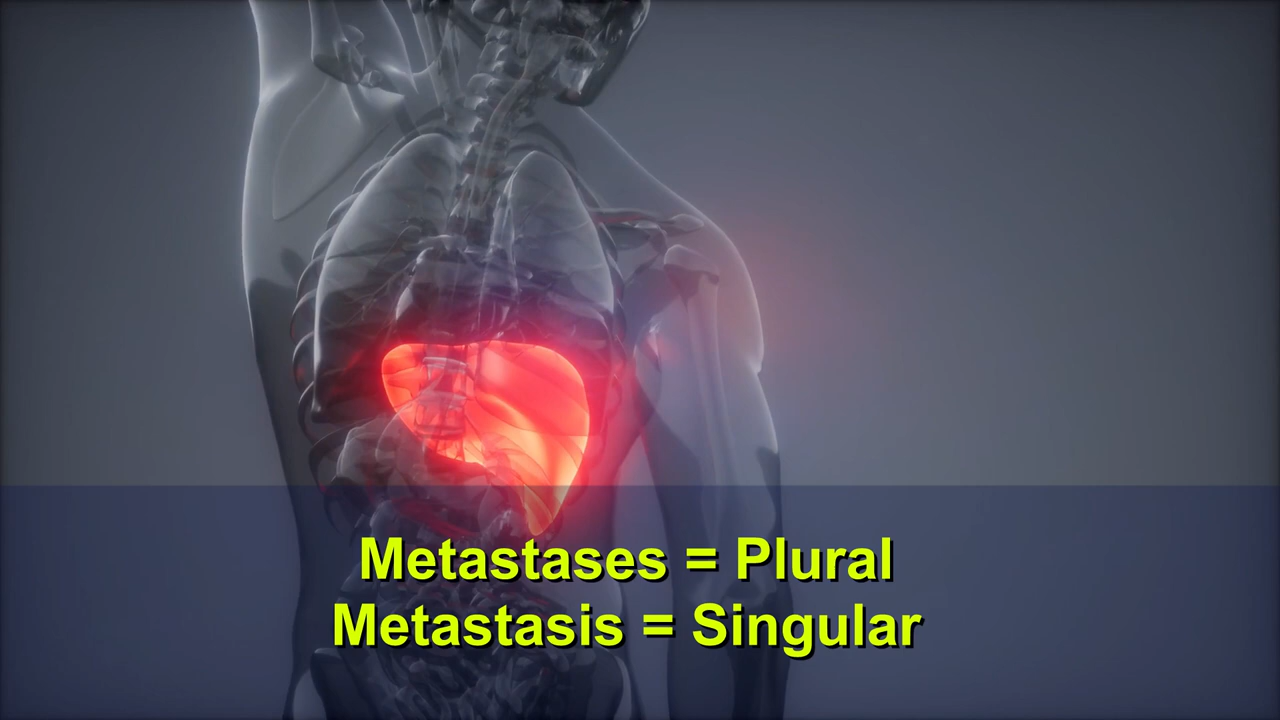 Metastases = Plural
Metastasis = Singular